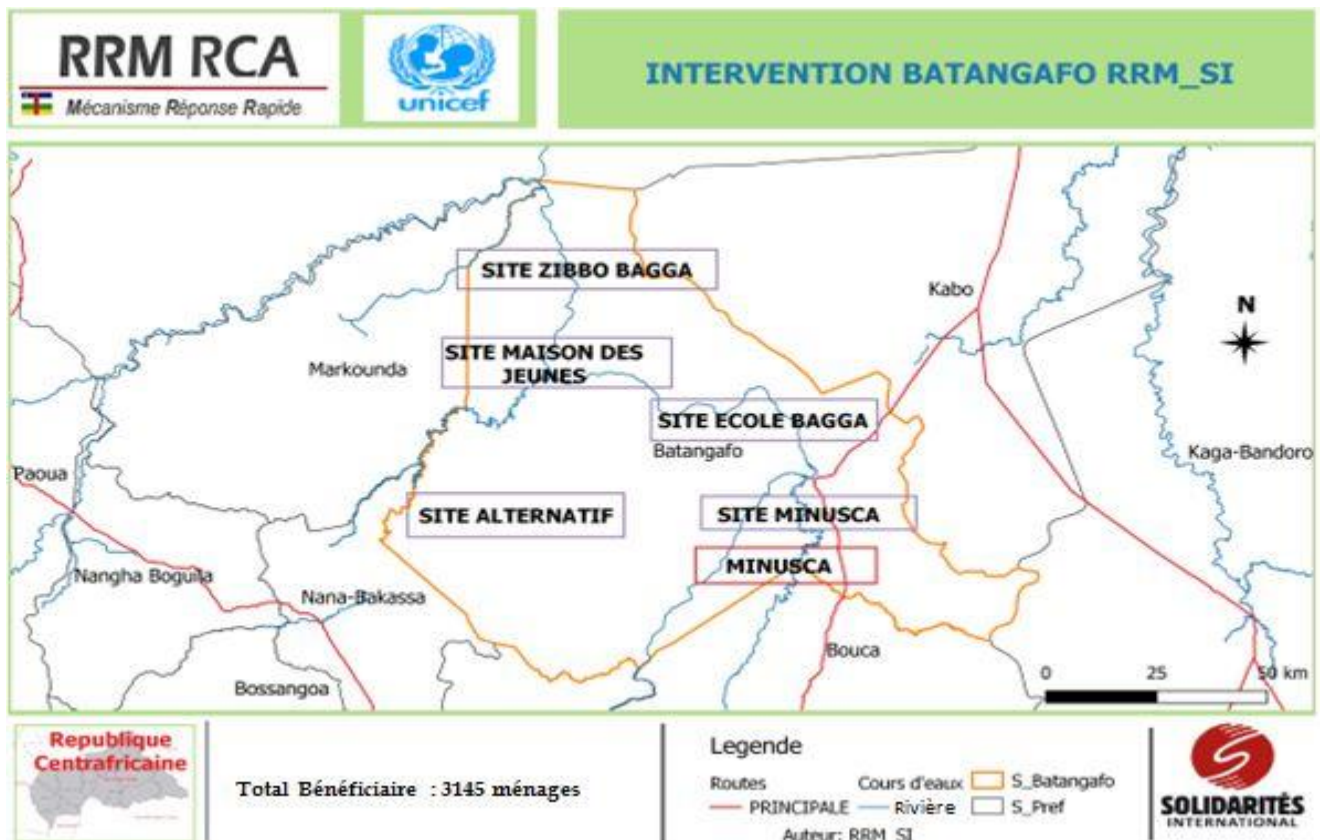 RRM RCA
Mécanisme Réponse Rapide
unicef
INTERVENTION BATANGAFO RRM_SI
SITE ZIBBO BAGGA
Kabo
N
SITE MAISON DES
JEUNES
Markounda
SITE ECOLE BAGGA
Batangafo
Kaga-Bandoro
Paoua
SITE ALTERNATIF
SITE MINUSCA
MINUSCA
Nangha Boguila
Nana-Bakassa
Bouca
Bossangoa
0 25 50 km
Republique
Centrafricaine
Total Bénéficiaire : 3145 ménages
Legende
Routes
PRINCIPALE
Cours d'eaux
Rivière
S_Batangafo
S_Pref
Auteur: RRM_SI
SOLIDARITÉS
INTERNATIONAL